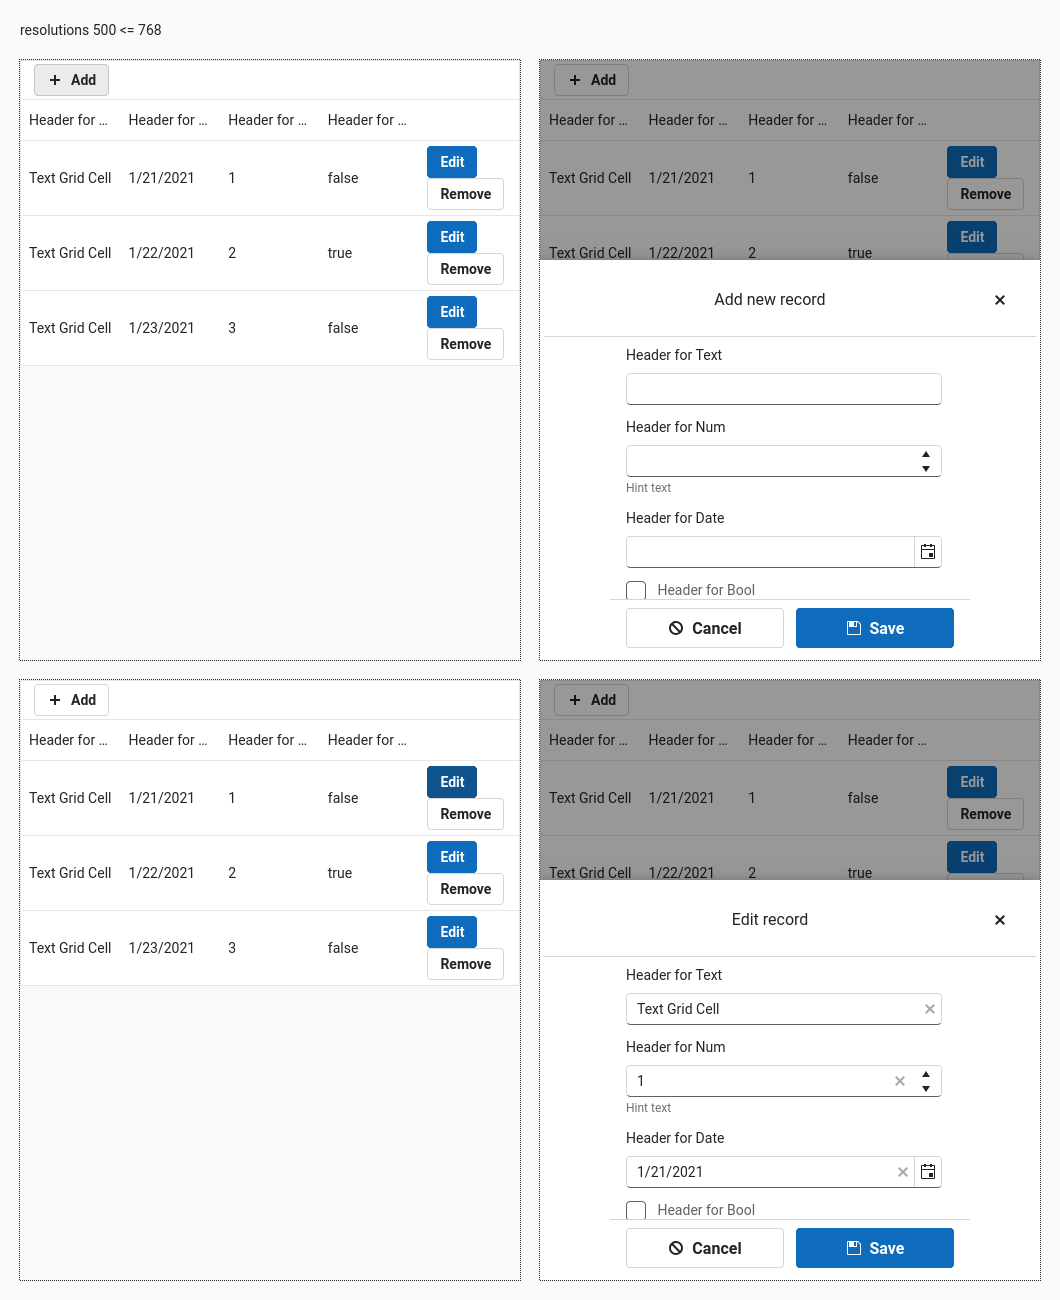 resolutions 500 <= 768
Add
Header for ... Header for ... Header for ... Header for ...
Edit
Text Grid Cell 1/21/2021 1 false
Remove
Edit
Text Grid Cell 1/22/2021 2 true
Remove
Edit
Text Grid Cell 1/23/2021 3 false
Remove
Add
Header for ... Header for ... Header for ... Header for ...
Edit
Text Grid Cell 1/21/2021 1 false
Remove
Edit
Text Grid Cell 1/22/2021 2 true
Add new record
Header for Text
Header for Num
Hint text
Header for Date
Header for Bool
Cancel Save
Add
Header for ... Header for ... Header for ... Header for ...
Edit
Text Grid Cell 1/21/2021 1 false
Remove
Edit
Text Grid Cell 1/22/2021 2 true
Remove
Edit
Text Grid Cell 1/23/2021 3 false
Remove
Add
Header for ... Header for ... Header for ... Header for ...
Edit
Text Grid Cell 1/21/2021 1 false
Remove
Edit
Text Grid Cell 1/22/2021 2 true
Edit record
Header for Text
Text Grid Cell
Header for Num
1
Hint text
Header for Date
1/21/2021
Header for Bool
Cancel Save